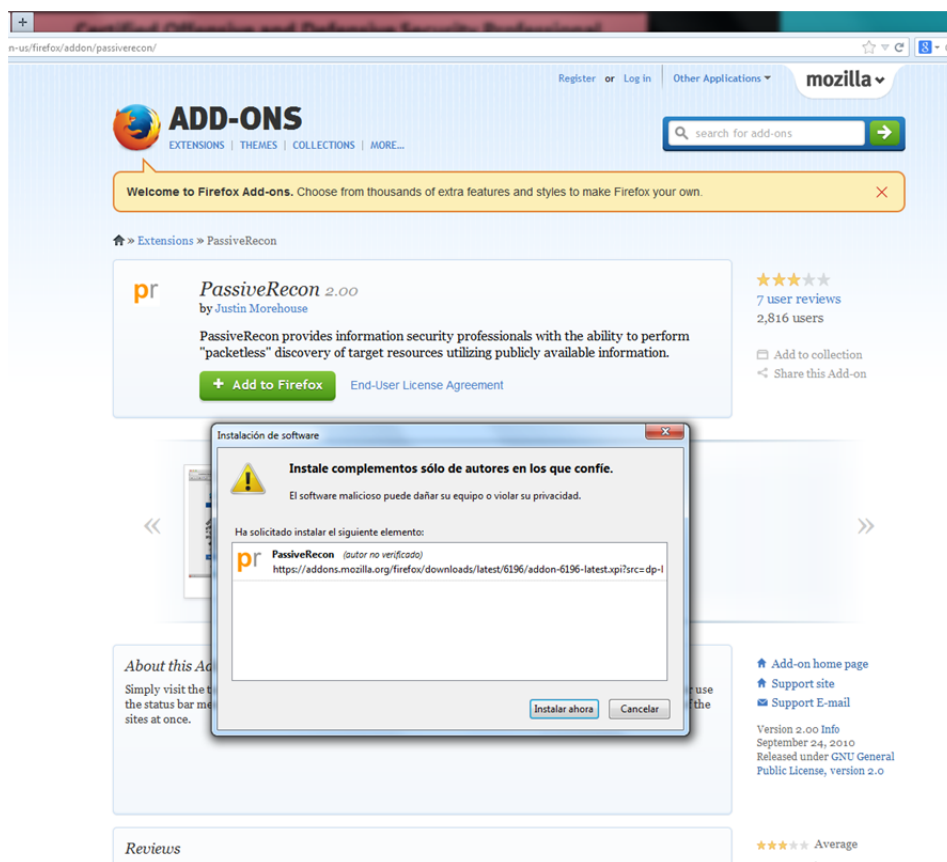 Certified Offensive and Defensive Security Professional
+
n-us/firefox/addon/passiverecon/
8
Register or Log in
Other Applications
mozilla
ADD-ONS
EXTENSIONS | THEMES | COLLECTIONS | MORE...
search for add-ons
Welcome to Firefox Add-ons. Choose from thousands of extra features and styles to make Firefox your own.
» Extensions » PassiveRecon
pr
PassiveRecon 2.00
by Justin Morehouse
PassiveRecon provides information security professionals with the ability to perform
"packetless" discovery of target resources utilizing publicly available information.
+ Add to Firefox
End-User License Agreement
7 user reviews
2,816 users
Add to collection
Share this Add-on
Instalación de software
Instale complementos sólo de autores en los que confíe.
El software malicioso puede dañar su equipo o violar su privacidad.
Ha solicitado instalar el siguiente elemento:
pr
PassiveRecon (autor no verificado)
https://addons.mozilla.org/firefox/downloads/latest/6196/addon-6196-latest.xpi?src=dp-
Instalar ahora
Cancelar
«
»
About this Ad
Simply visit the t
r use
the status bar me
f the
sites at once.
Add-on home page
Support site
Support E-mail
Version 2.00 Info
September 24, 2010
Released under GNU General
Public License, version 2.0
Reviews
Average